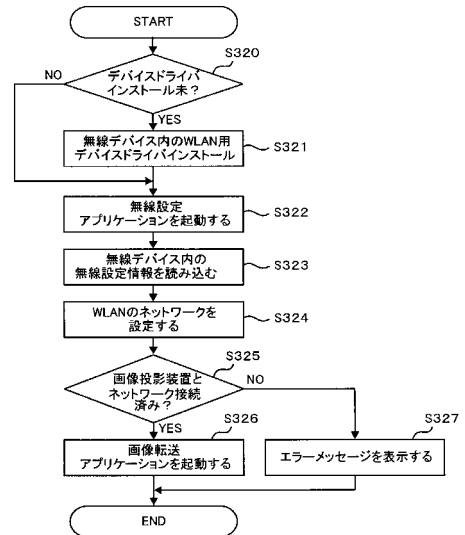 START
S320
NO
デバイスドライバ
インストール未？
YES
無線デバイス内のWLAN用
デバイスドライバインストール
S321
無線設定
アプリケーションを起動する
S322
無線デバイス内の
無線設定情報を読み込む
S323
WLANのネットワークを
設定する
S324
S325
画像投影装置と
ネットワーク接続
済み？
NO
YES
S326
S327
画像転送
アプリケーションを起動する
エラーメッセージを表示する
END